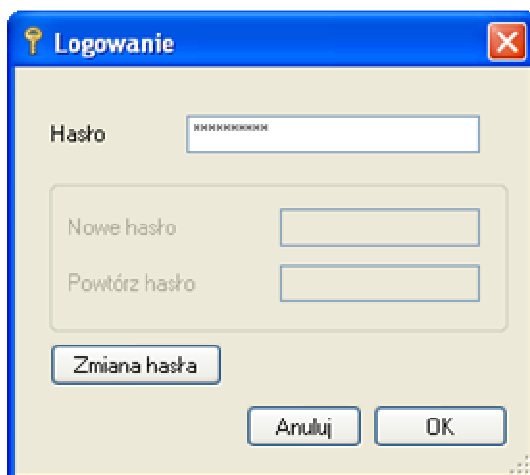 Logowanie
Hasło **********
Nowe hasło
Powtórz hasło
Zmiana hasła
Anuluj OK